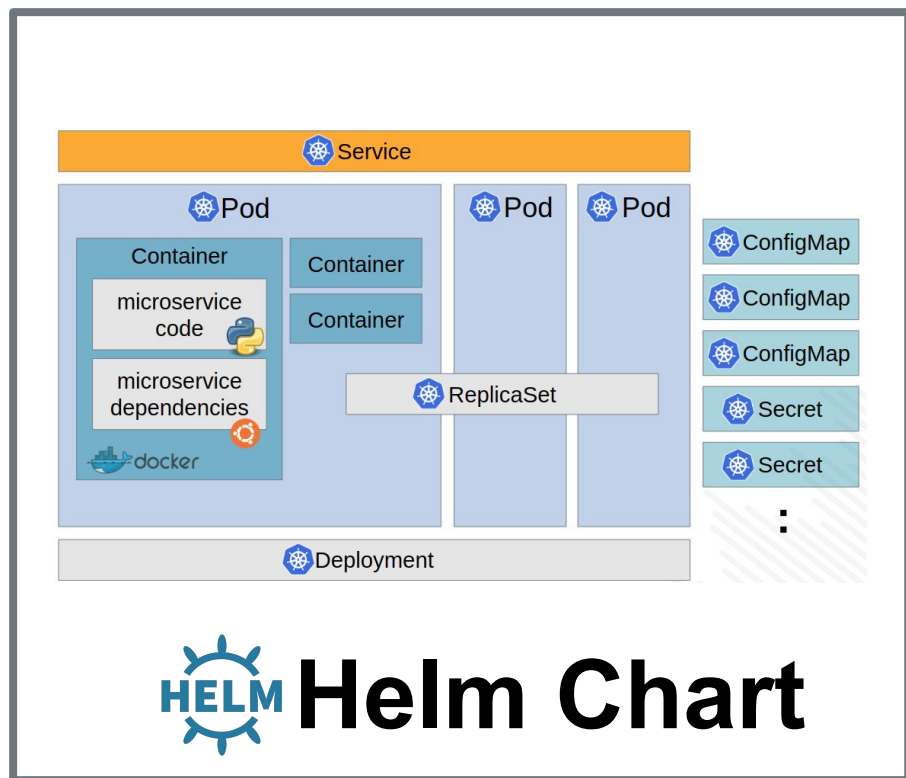 Service
Pod
Pod
Pod
Container
microservice
code
microservice
dependencies
docker
Container
Container
ReplicaSet
ConfigMap
ConfigMap
ConfigMap
Secret
Secret
:
Deployment
HELM
Helm Chart